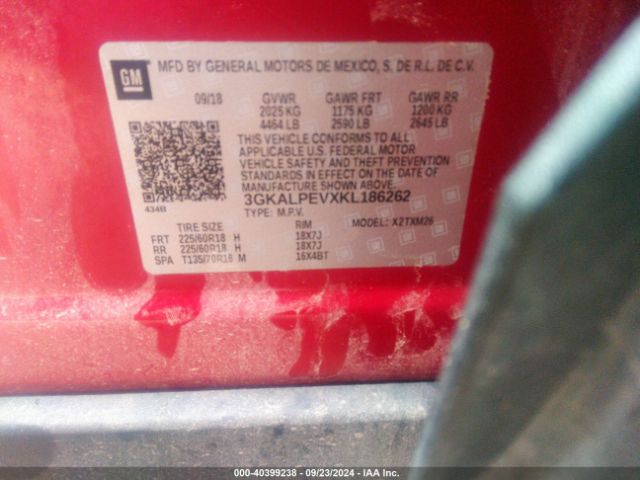 GM
MFD BY GENERAL MOTORS DE MEXICO, S. DE R.L. DE C.V.
09/18 GVWR GAWR FRT GAWR RR
2025 KG 1175 KG 1200 KG
4464 LB 2590 LB 2645 LB
THIS VEHICLE CONFORMS TO ALL
APPLICABLE U.S. FEDERAL MOTOR
VEHICLE SAFETY AND THEFT PREVENTION
STANDARDS IN EFFECT ON THE DATE OF
MANUFACTURE SHOWN ABOVE.
3GKALPEVXKL186262
434B
TYPE: M.P.V. MODEL: X2TXM26
TIRE SIZE RIM
FRT 225/60R18 H 18X7J
RR 225/60R18 H 18X7J
SPA T135/70R16 M 16X4BT
000-40399238 - 09/23/2024 - IAA Inc.